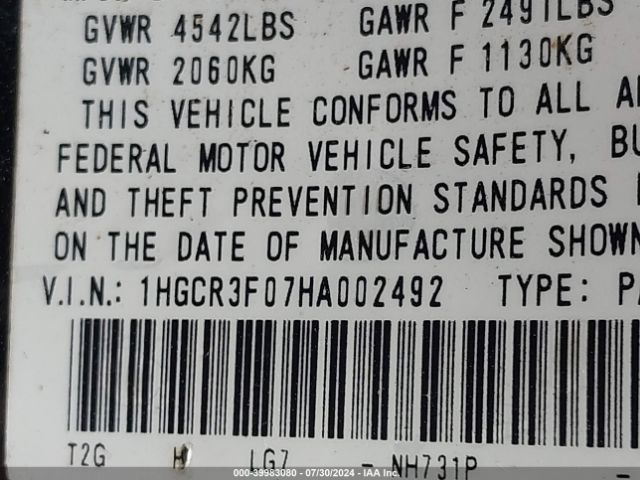 GVWR 4542LBS GAWR F 2491LBS
GVWR 2060KG GAWR F 1130KG
THIS VEHICLE CONFORMS TO ALL
FEDERAL MOTOR VEHICLE SAFETY,
AND THEFT PREVENTION STANDARDS
ON THE DATE OF MANUFACTURE SHOWN
V.I.N.: 1HGCR3F07HA002492 TYPE:
T2G H LG7 - NH731P -
000-39983080 - 07/30/2024 - IAA Inc.